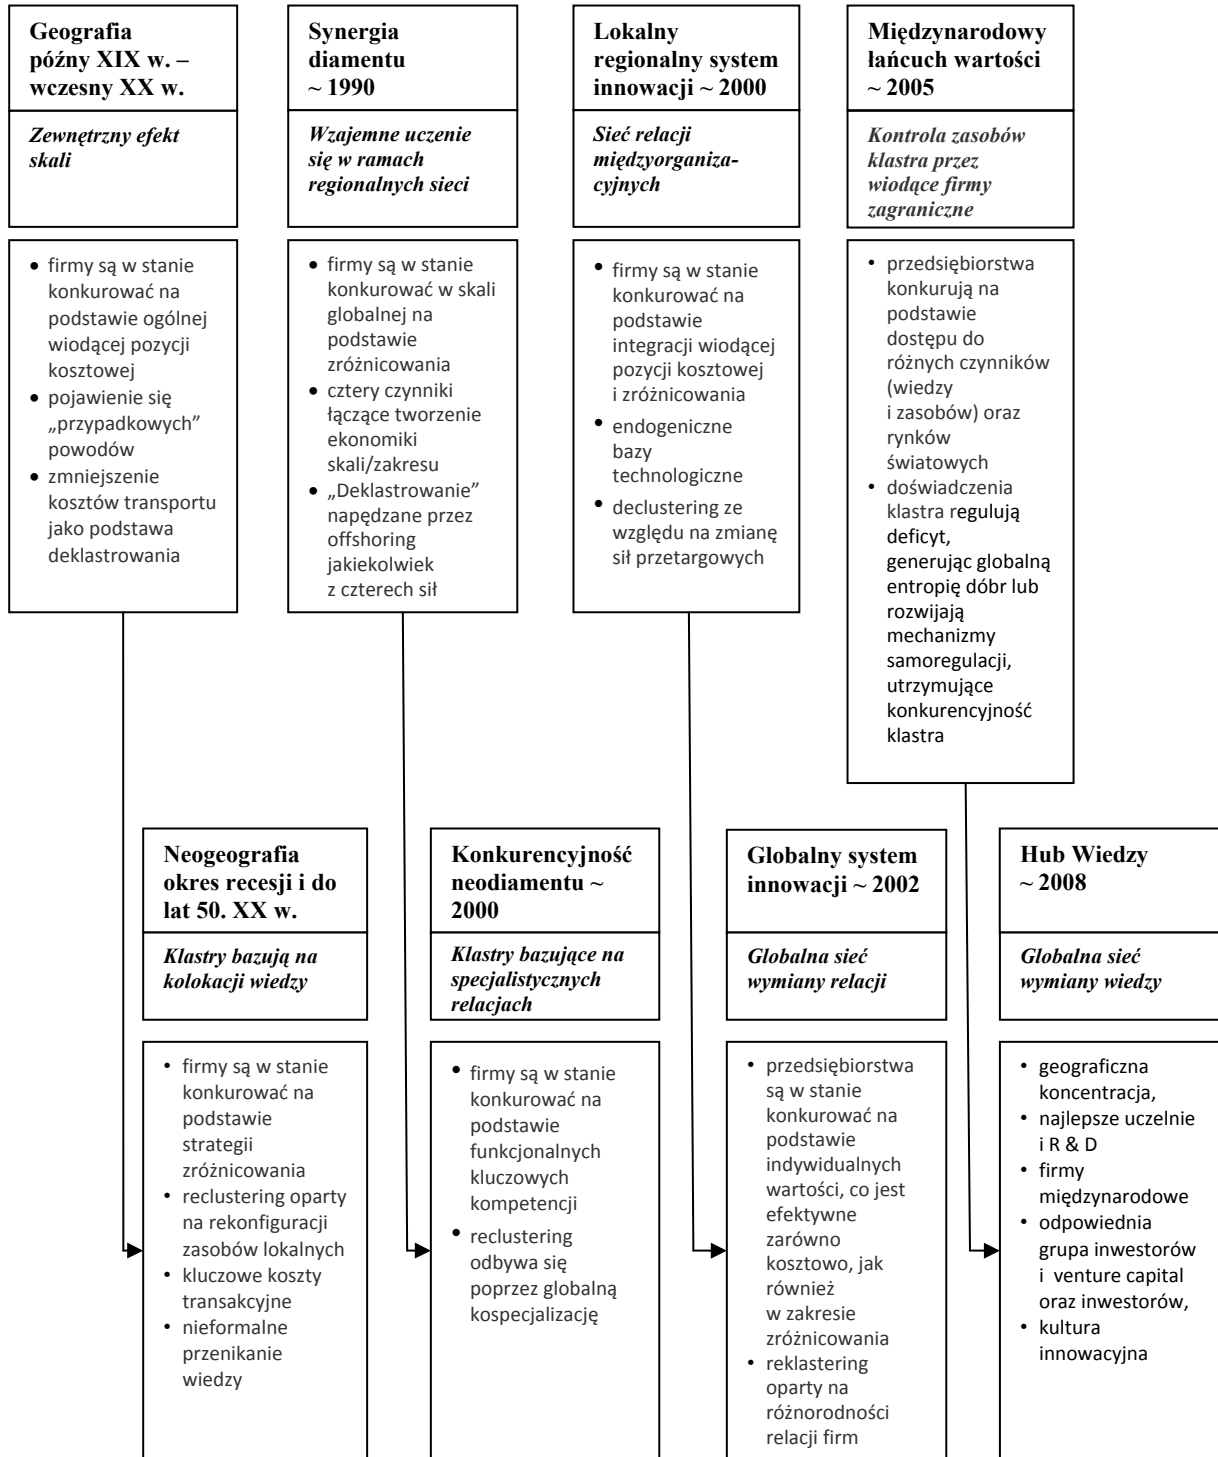 Geografia
późny XIX w. –
wczesny XX w.
Zewnętrzny efekt
skali
• firmy są w stanie
konkurować na
podstawie ogólnej
wiodącej pozycji
kosztowej
• pojawienie się
„przypadkowych”
powodów
• zmniejszenie
kosztów transportu
jako podstawa
deklastrowania
Synergia
diamentu
~ 1990
Wzajemne uczenie
się w ramach
regionalnych sieci
• firmy są w stanie
konkurować w skali
globalnej na
podstawie
zróżnicowania
• cztery czynniki
łączące tworzenie
ekonomiki
skali/zakresu
• „Deklastrowanie”
napędzane przez
offshoring
jakiekolwiek
z czterech sił
Lokalny
regionalny system
innowacji ~ 2000
Sieć relacji
międzyorganiza-
cyjnych
• firmy są w stanie
konkurować na
podstawie
integracji wiodącej
pozycji kosztowej
i zróżnicowania
• endogeniczne
bazy
technologiczne
• declustering ze
względu na zmianę
sił przetargowych
Międzynarodowy
łańcuch wartości
~ 2005
Kontrola zasobów
klastra przez
wiodące firmy
zagraniczne
• przedsiębiorstwa
konkurują na
podstawie
dostępu do
różnych czynników
(wiedzy
i zasobów) oraz
rynków
światowych
• doświadczenia
klastra regulują
deficyt,
generując globalną
entropię dóbr lub
rozwijają
mechanizmy
samoregulacji,
utrzymujące
konkurencyjność
klastra
Neogeografia
okres recesji i do
lat 50. XX w.
Klastry bazują na
kolokacji wiedzy
• firmy są w stanie
konkurować na
podstawie
strategii
zróżnicowania
• reclustering oparty
na rekonfiguracji
zasobów lokalnych
• kluczowe koszty
transakcyjne
• nieformalne
przenikanie
wiedzy
Konkurencyjność
neodiamentu ~
2000
Klastry bazujące na
specjalistycznych
relacjach
• firmy są w stanie
konkurować na
podstawie
funkcjonalnych
kluczowych
kompetencji
• reclustering
odbywa się
poprzez globalną
kospecjalizację
Globalny system
innowacji ~ 2002
Globalna sieć
wymiany relacji
• przedsiębiorstwa
są w stanie
konkurować na
podstawie
indywidualnych
wartości, co jest
efektywne
zarówno
kosztowo, jak
również
w zakresie
zróżnicowania
• reklastering
oparty na
różnorodności
relacji firm
Hub Wiedzy
~ 2008
Globalna sieć
wymiany wiedzy
• geograficzna
koncentracja,
• najlepsze uczelnie
i R & D
• firmy
międzynarodowe
• odpowiednia
grupa inwestorów
i venture capital
oraz inwestorów,
• kultura
innowacyjna